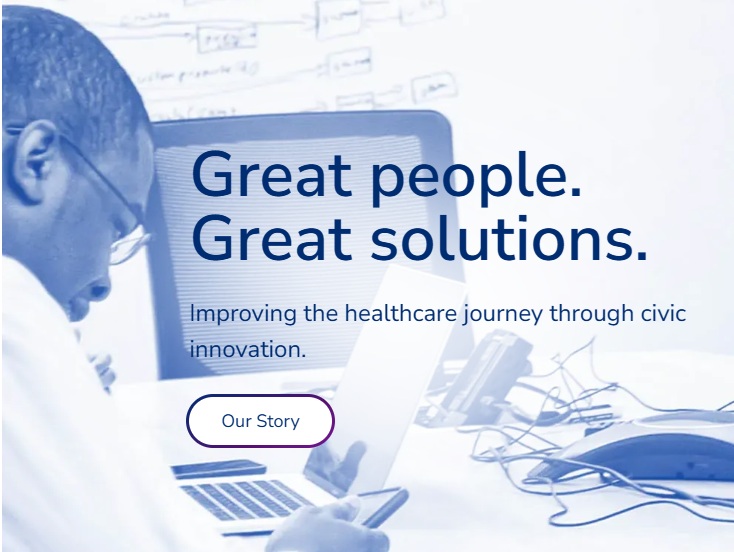 Great people.
Great solutions.
Improving the healthcare journey through civic
innovation.
Our Story